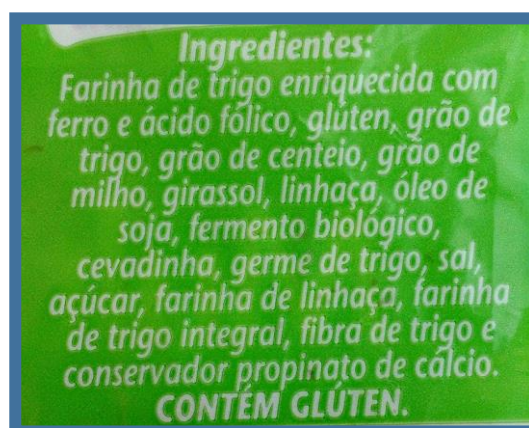 Ingredientes:
Farinha de trigo enriquecida com
ferro e ácido fólico, glúten, grão de
trigo, grão de centeio, grão de
milho, girassol, linhaça, óleo de
soja, fermento biológico,
cevadinha, germe de trigo, sal,
açúcar, farinha de linhaça, farinha
de trigo integral, fibra de trigo e
conservador propinato de cálcio.
CONTÉM GLÚTEN.